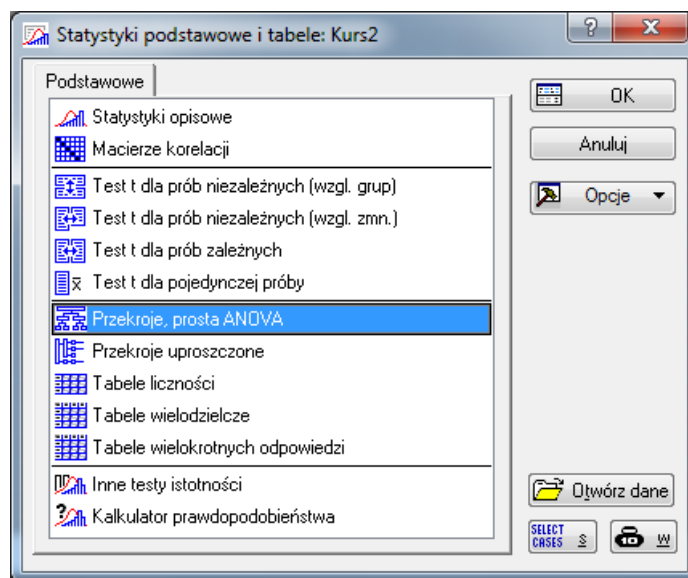 Statystyki podstawowe i tabele: Kurs2
Podstawowe
Statystyki opisowe
Macierze korelacji
Test t dla prób niezależnych (wzgl. grup)
Test t dla prób niezależnych (wzgl. zmn.)
Test t dla prób zależnych
Test t dla pojedynczej próby
Przekroje, prosta ANOVA
Przekroje uproszczone
Tabele liczności
Tabele wielodzielcze
Tabele wielokrotnych odpowiedzi
Inne testy istotności
Kalkulator prawdopodobieństwa
OK
Anuluj
Opcje
Otwórz dane
SELECT
CASES S
W